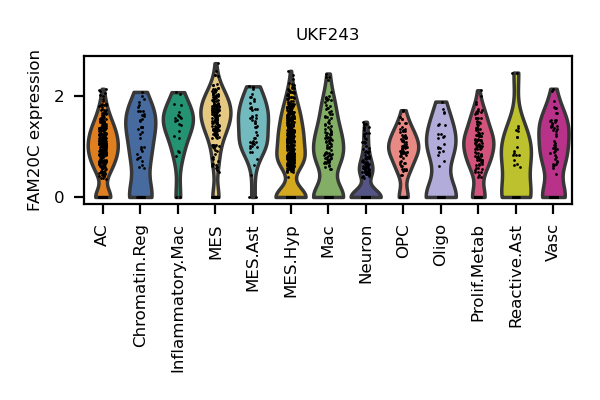 UKF243
FAM20C expression
2
0
AC
Chromatin.Reg
Inflammatory.Mac
MES
MES.Ast
MES.Hyp
Mac
Neuron
OPC
Oligo
Prolif.Metab
Reactive.Ast
Vasc